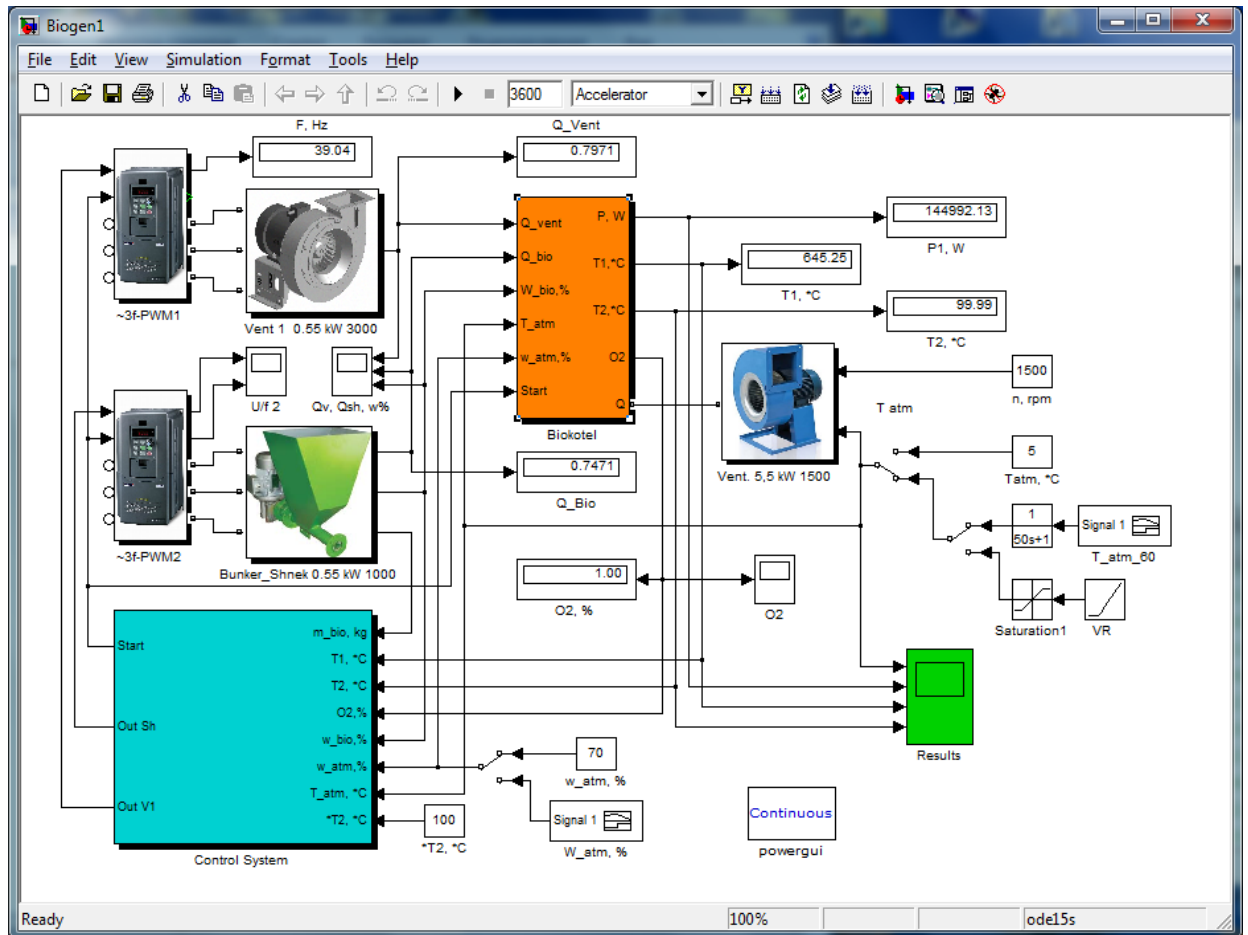 Biogen1
File Edit View Simulation Format Tools Help
3600 Accelerator
F, Hz
39.04
Q_Vent
0.7971
~3f-PWM1
Vent 1 0.55 kW 3000
Q_vent
Q_bio
W_bio,%
T_atm
w_atm,%
Start
P, W
T1,*C
T2,*C
O2
Q
Biokotel
144992.13
P1, W
645.25
T1, *C
99.99
T2, *C
1500
n, rpm
U/f 2
Qv, Qsh, w%
~3f-PWM2
Bunker_Shnek 0.55 kW 1000
0.7471
Q_Bio
Vent. 5,5 kW 1500
T atm
5
Tatm, *C
1
50s+1
Signal 1
T_atm_60
Saturation1
VR
1.00
O2, %
O2
Start
Out Sh
Out V1
m_bio, kg
T1, *C
T2, *C
O2,%
w_bio,%
w_atm,%
T_atm, *C
*T2, *C
Control System
100
*T2, *C
70
w_atm, %
Signal 1
W_atm, %
Results
Continuous
powergui
Ready
100%
ode15s